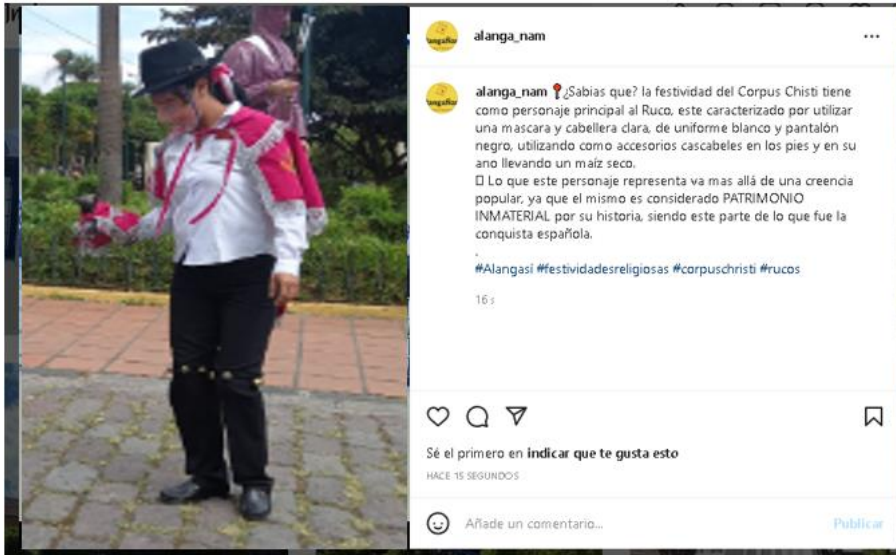 alanga_nam
alanga_nam ¿Sabias que? la festividad del Corpus Chisti tiene
como personaje principal al Ruco, este caracterizado por utilizar
una mascara y cabellera clara, de uniforme blanco y pantalón
negro, utilizando como accesorios cascabeles en los pies y en su
ano llevando un maíz seco.
Lo que este personaje representa va mas allá de una creencia
popular, ya que el mismo es considerado PATRIMONIO
INMATERIAL por su historia, siendo este parte de lo que fue la
conquista española.
.
#Alangasí #festividadesreligiosas #corpuschristi #rucos
16 s
Sé el primero en indicar que te gusta esto
HACE 15 SEGUNDOS
Añade un comentario...
Publicar